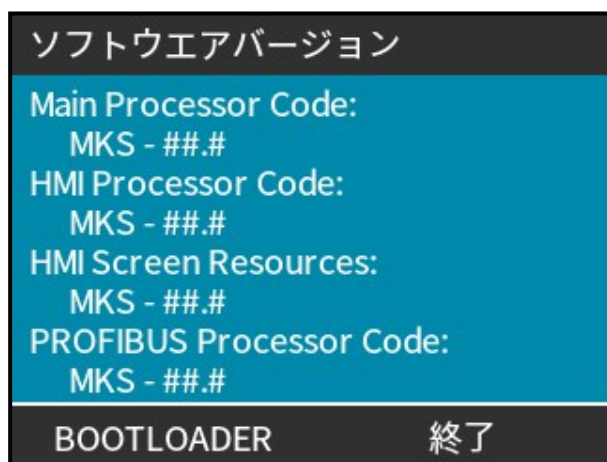 ソフトウエアバージョン
Main Processor Code:
MKS - ##.#
HMI Processor Code:
MKS - ##.#
HMI Screen Resources:
MKS - ##.#
PROFIBUS Processor Code:
MKS - ##.#
BOOTLOADER 終了